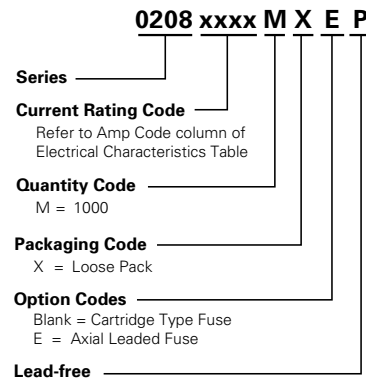 0208 xxxx M X E P
Series
Current Rating Code
Refer to Amp Code column of
Electrical Characteristics Table
Quantity Code
M = 1000
Packaging Code
X = Loose Pack
Option Codes
Blank = Cartridge Type Fuse
E = Axial Leaded Fuse
Lead-free